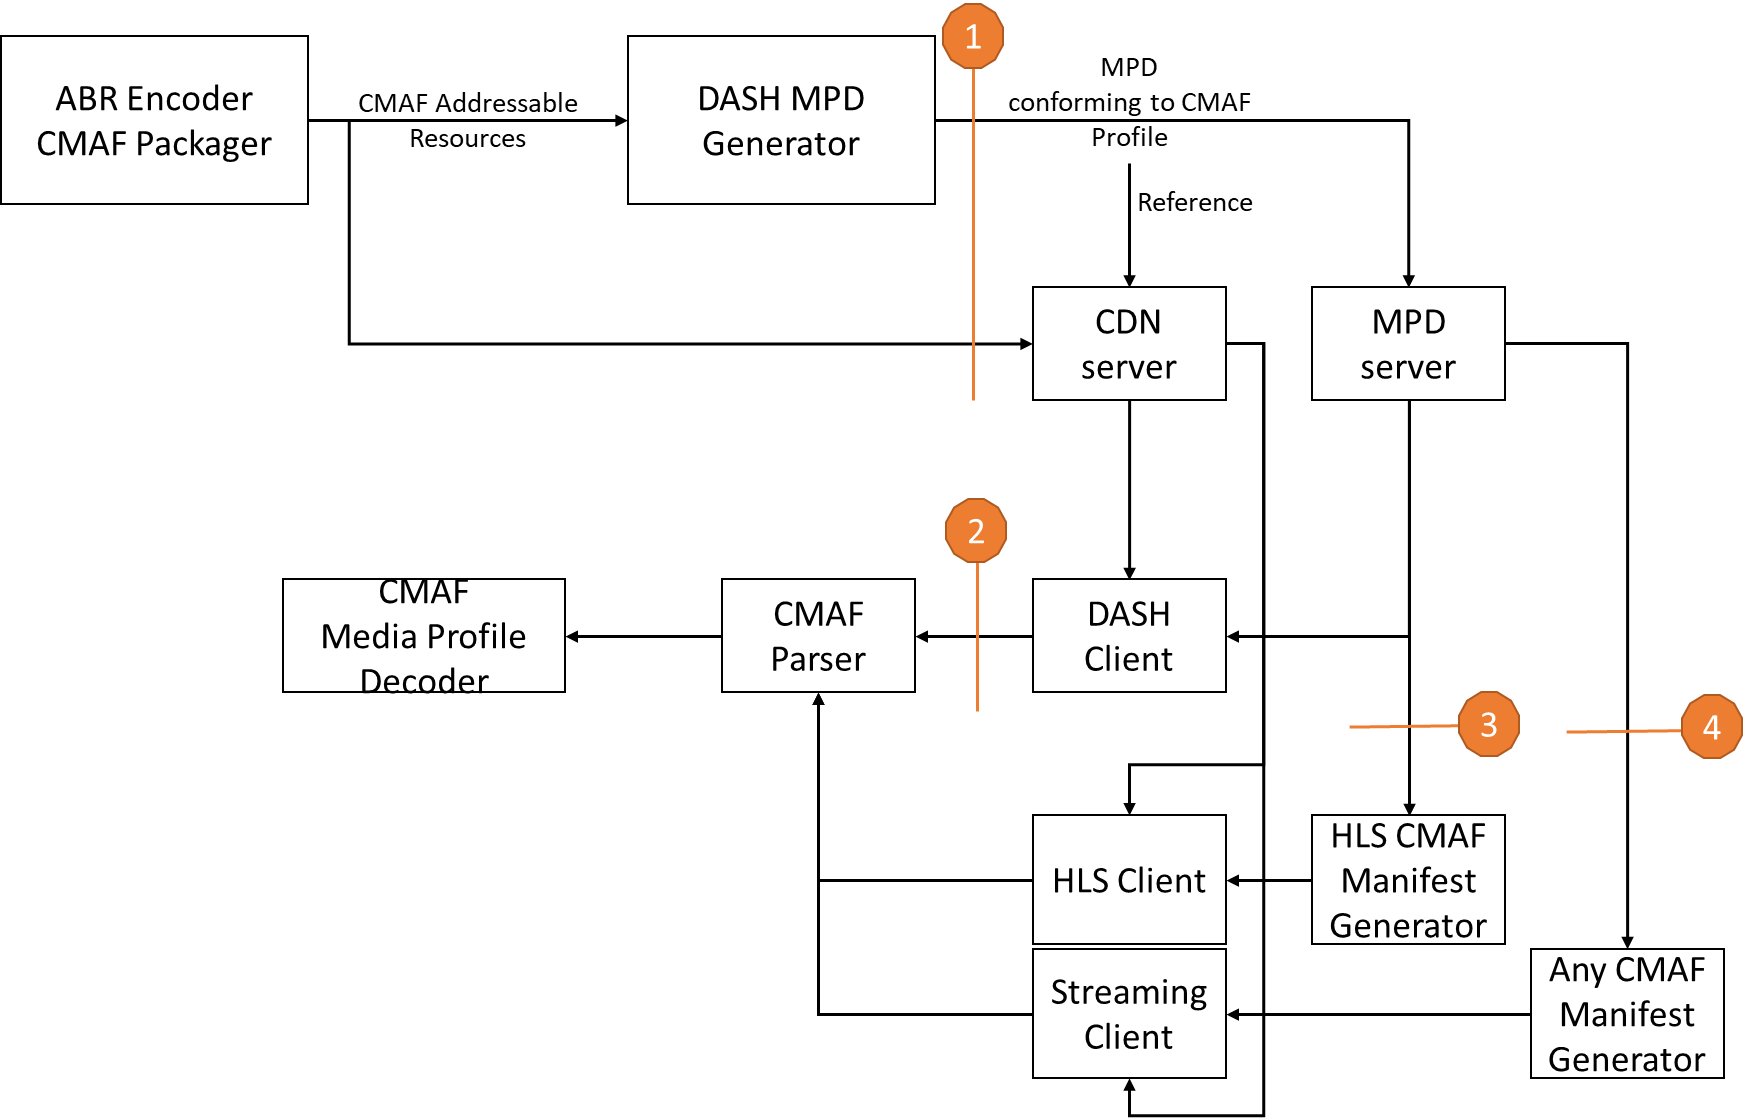 1
MPD
conforming to CMAF
Profile
ABR Encoder
CMAF Packager
CMAF Addressable
Resources
DASH MPD
Generator
Reference
CDN
server
MPD
server
2
CMAF
Media Profile
Decoder
CMAF
Parser
DASH
Client
3
4
HLS Client
HLS CMAF
Manifest
Generator
Streaming
Client
Any CMAF
Manifest
Generator